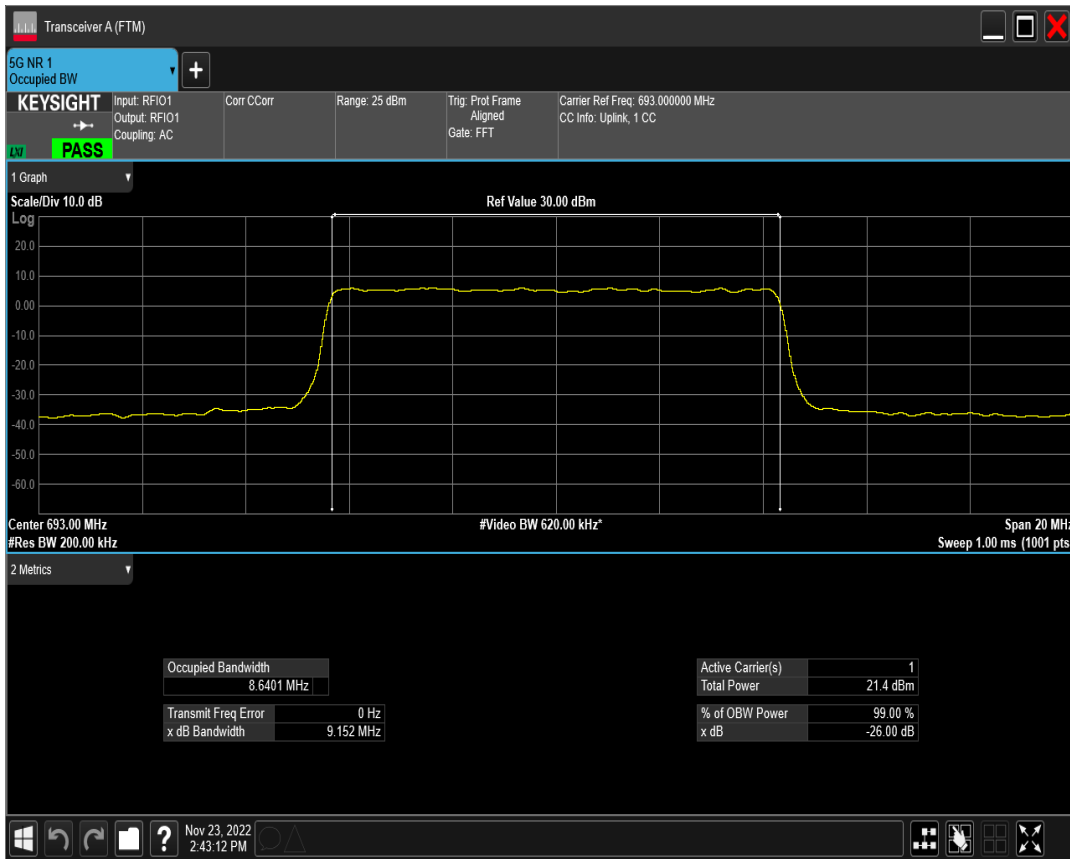 Transceiver A (FTM)
5G NR 1
Occupied BW
+
KEYSIGHT
LXI
PASS
Input: RFIO1
Output: RFIO1
Coupling: AC
Corr CCorr
Range: 25 dBm
Trig: Prot Frame
Aligned
Gate: FFT
Carrier Ref Freq: 693.000000 MHz
CC Info: Uplink, 1 CC
1 Graph
Scale/Div 10.0 dB
Ref Value 30.00 dBm
Log
20.0
10.0
0.00
-10.0
-20.0
-30.0
-40.0
-50.0
-60.0
Center 693.00 MHz
#Video BW 620.00 kHz*
Span 20 MHz
#Res BW 200.00 kHz
Sweep 1.00 ms (1001 pts
2 Metrics
Occupied Bandwidth
8.6401 MHz
Transmit Freq Error 0 Hz
x dB Bandwidth 9.152 MHz
Active Carrier(s) 1
Total Power 21.4 dBm
% of OBW Power 99.00 %
x dB -26.00 dB
?
Nov 23, 2022
2:43:12 PM